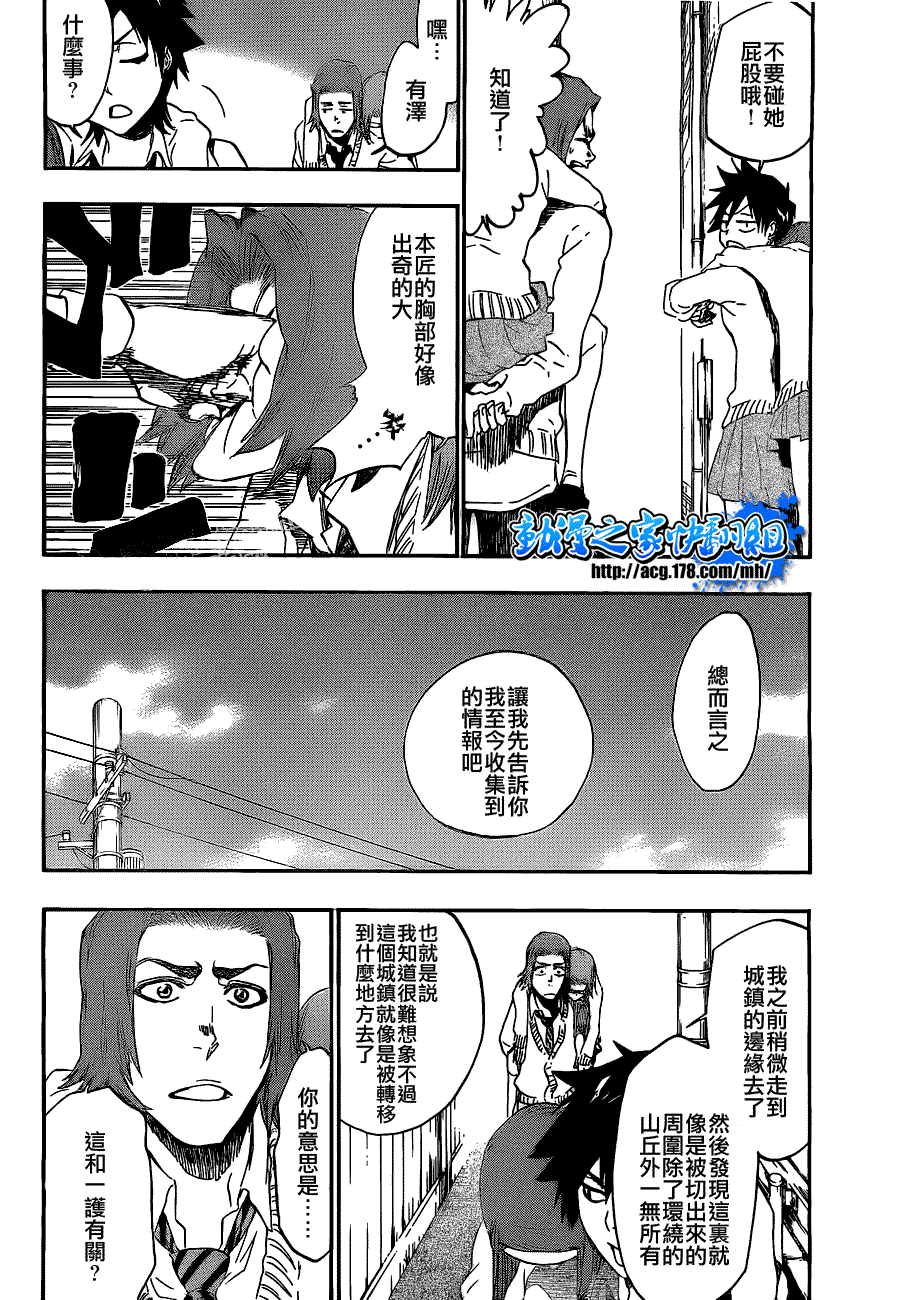 不要碰她
屁股哦！
知道了！
嘿…
有澤
什麼事？
本匠的胸部好像
出奇的大
……
動漫之家快翻組
http://acg.178.com/mh/
總而言之
讓我先告訴你
我至今收集到
的情報吧
我之前稍微走到
城鎮的邊緣去了
然後發現這裏就
像是被切出來的
周圍除了環繞的
山丘外一無所有
也就是說
我知道很難想象不過
這個城鎮就像是被轉移
到什麼地方去了
你的意思是……
這和一護有關？